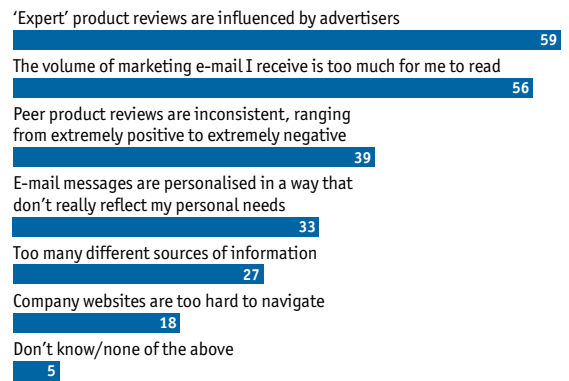 ‘Expert’ product reviews are influenced by advertisers
59
The volume of marketing e-mail I receive is too much for me to read
56
Peer product reviews are inconsistent, ranging
from extremely positive to extremely negative
39
E-mail messages are personalised in a way that
don’t really reflect my personal needs
33
Too many different sources of information
27
Company websites are too hard to navigate
18
Don’t know/none of the above
5